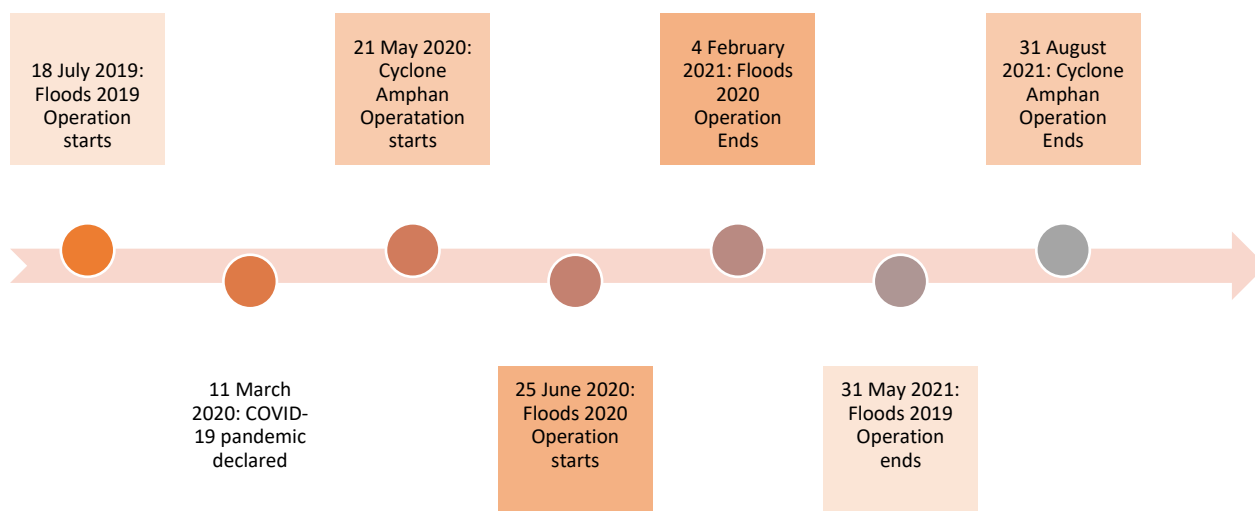 18 July 2019:
Floods 2019
Operation
starts
11 March
2020: COVID-
19 pandemic
declared
21 May 2020:
Cyclone
Amphan
Operatation
starts
25 June 2020:
Floods 2020
Operation
starts
4 February
2021: Floods
2020
Operation
Ends
31 May 2021:
Floods 2019
Operation
ends
31 August
2021: Cyclone
Amphan
Operation
Ends